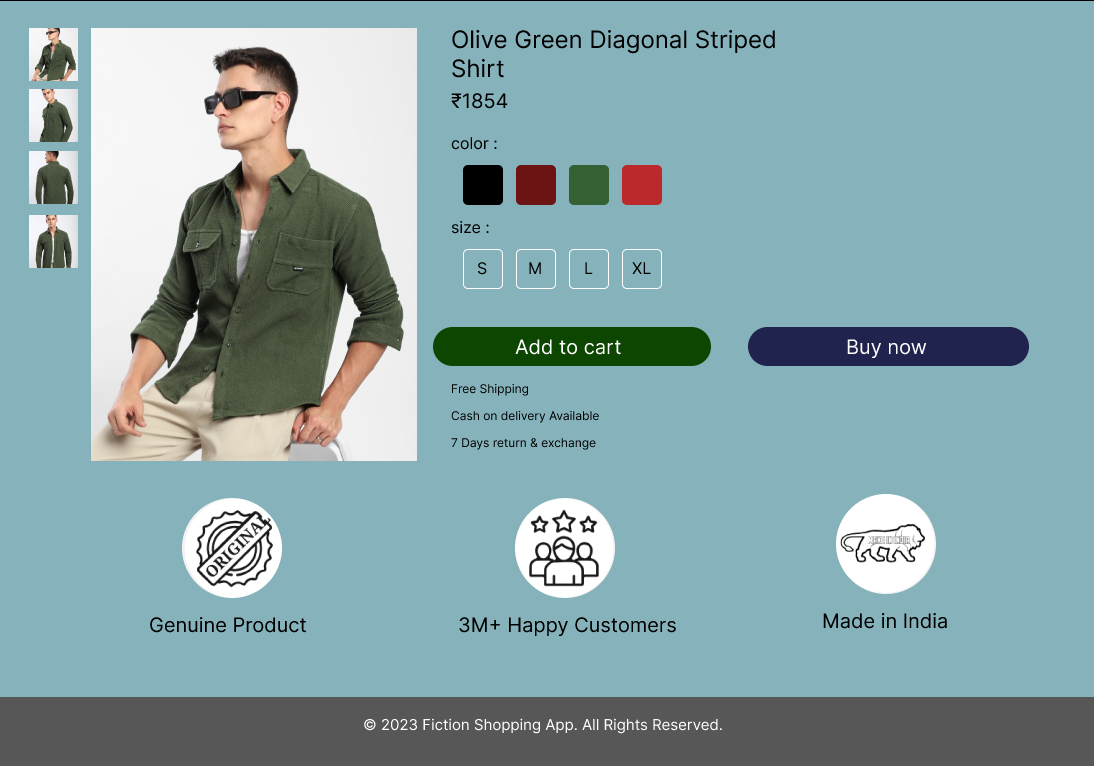 Olive Green Diagonal Striped
Shirt
₹1854
color :
size :
S M L XL
Add to cart
Buy now
Free Shipping
Cash on delivery Available
7 Days return & exchange
ORIGINAL
Genuine Product
3M+ Happy Customers
Made in India
© 2023 Fiction Shopping App. All Rights Reserved.